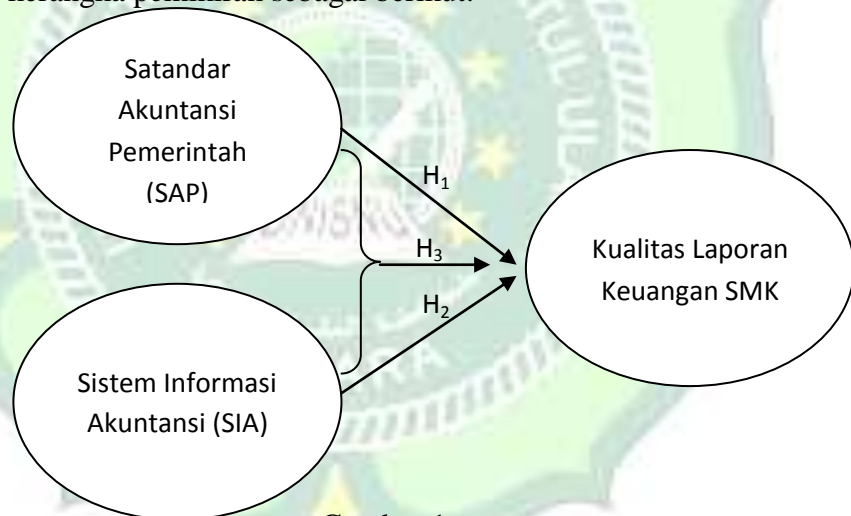 Satandar
Akuntansi
Pemerintah
(SAP)
H1
H3
H2
Kualitas Laporan
Keuangan SMK
Sistem Informasi
Akuntansi (SIA)